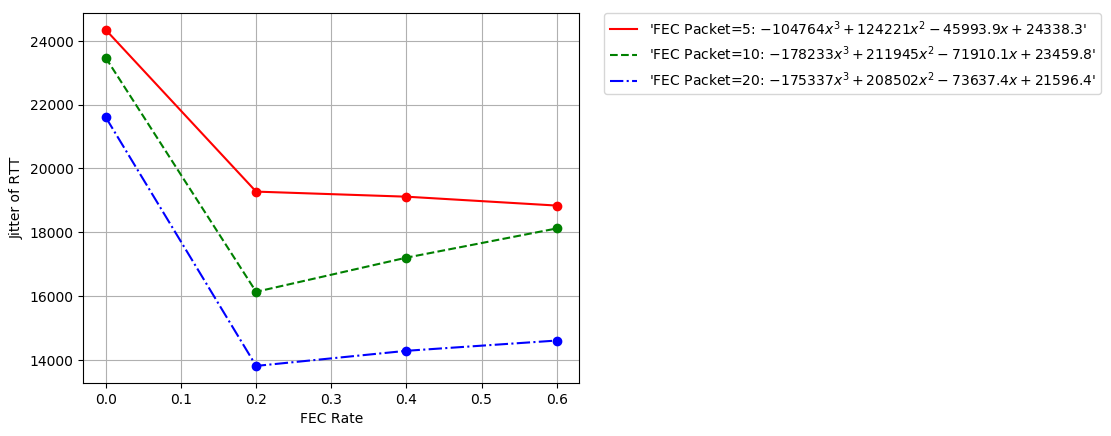 24000
22000
20000
18000
16000
14000
Jitter of RTT
0.0 0.1 0.2 0.3 0.4 0.5 0.6
FEC Rate
'FEC Packet=5: −104764x³ + 124221x² − 45993.9x + 24338.3'
'FEC Packet=10: −178233x³ + 211945x² − 71910.1x + 23459.8'
'FEC Packet=20: −175337x³ + 208502x² − 73637.4x + 21596.4'